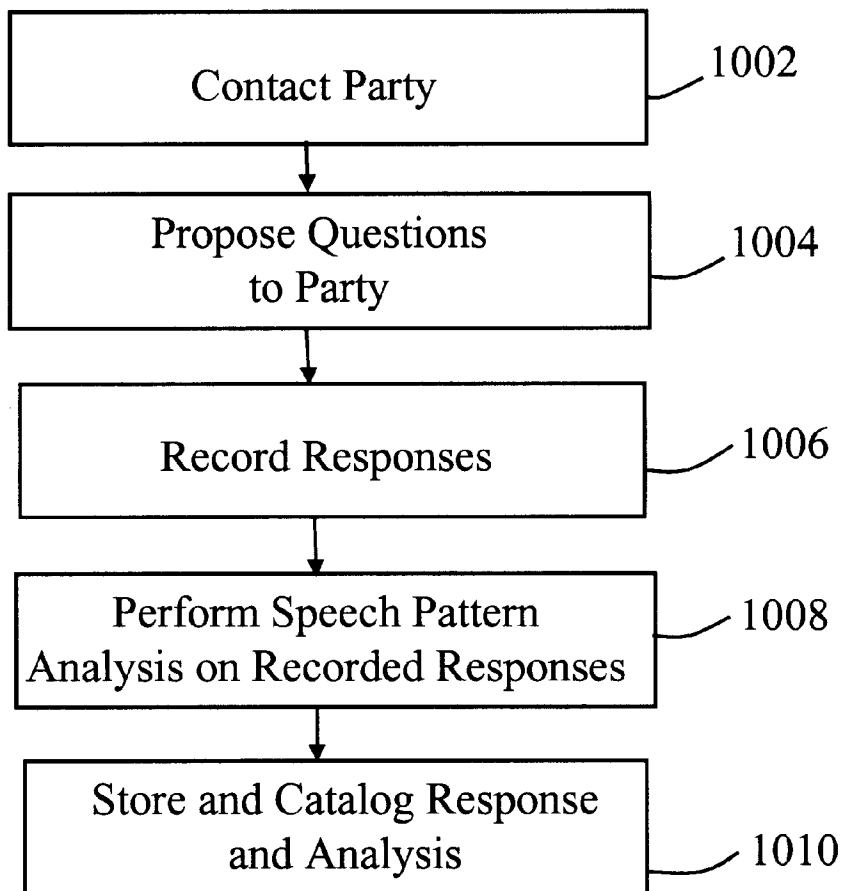 Contact Party
1002
Propose Questions
to Party
1004
Record Responses
1006
Perform Speech Pattern
Analysis on Recorded Responses
1008
Store and Catalog Response
and Analysis
1010